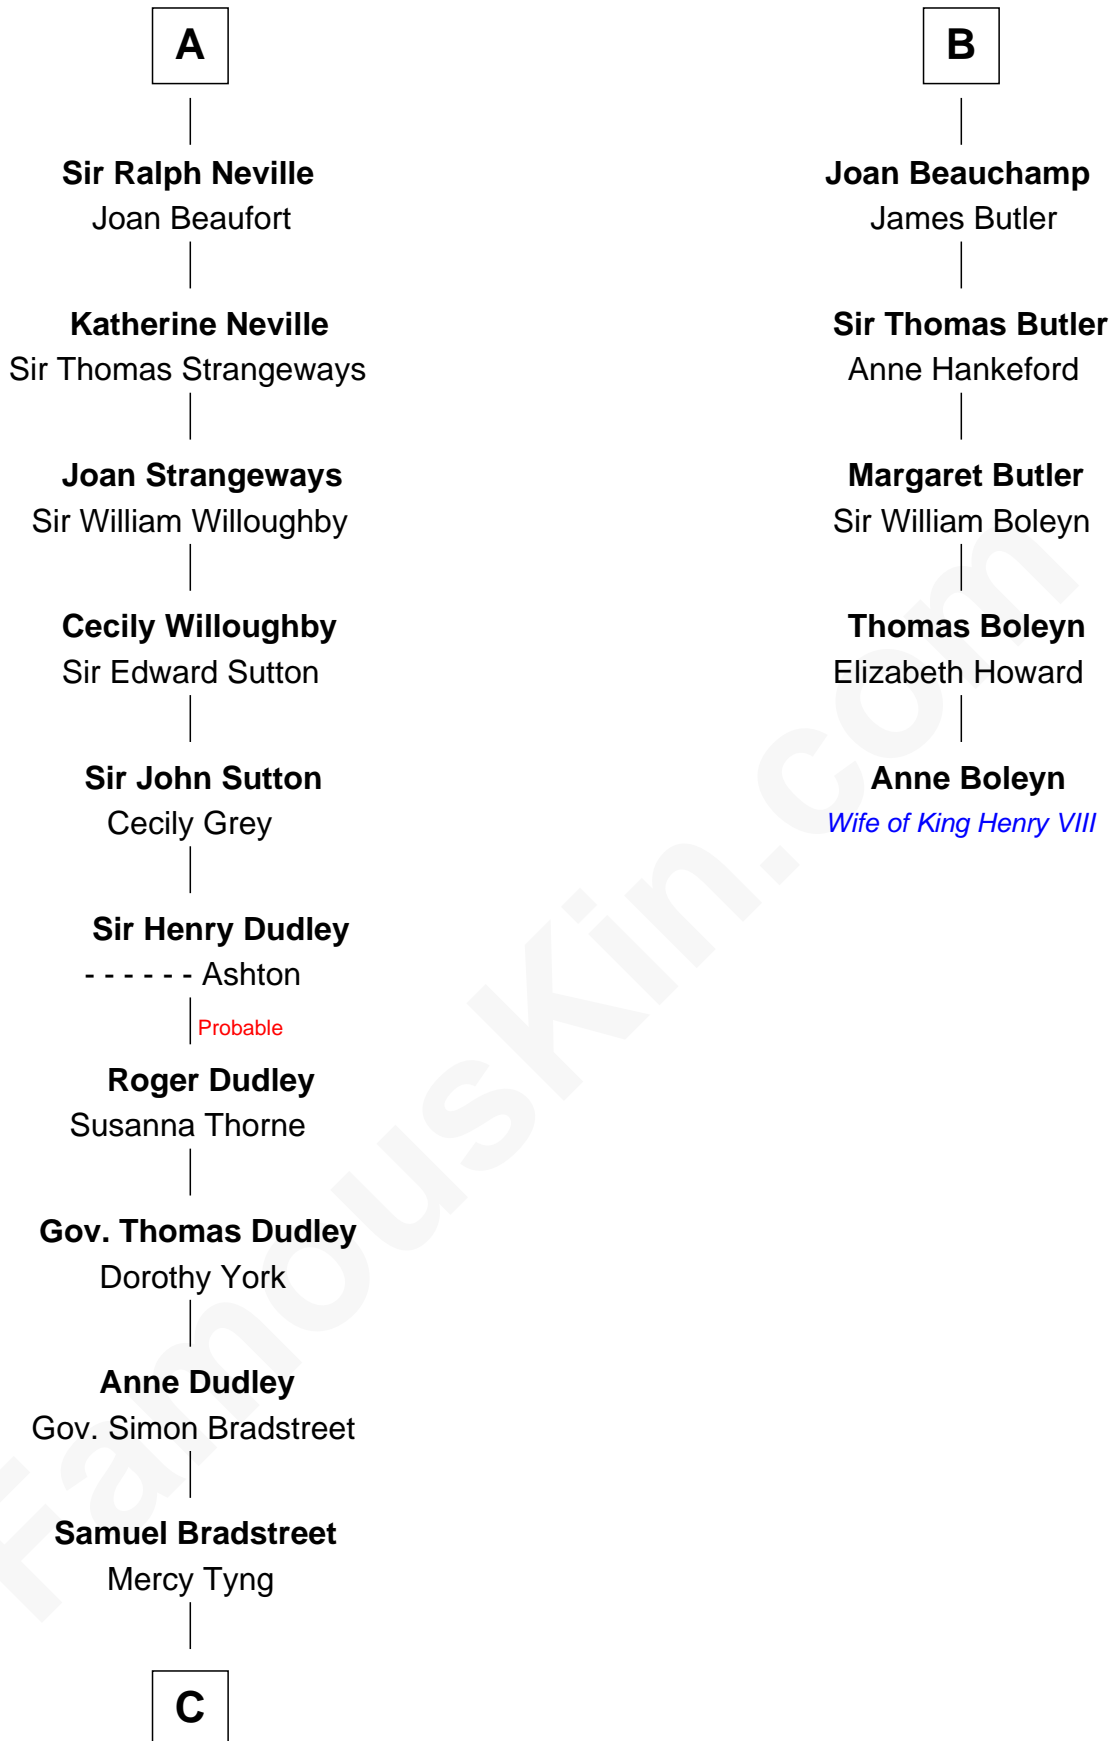 A
Sir Ralph Neville
Joan Beaufort
Katherine Neville
Sir Thomas Strangeways
Joan Strangeways
Sir William Willoughby
Cecily Willoughby
Sir Edward Sutton
Sir John Sutton
Cecily Grey
Sir Henry Dudley
- - - - - - Ashton
Probable
Roger Dudley
Susanna Thorne
Gov. Thomas Dudley
Dorothy York
Anne Dudley
Gov. Simon Bradstreet
Samuel Bradstreet
Mercy Tyng
C
B
Joan Beauchamp
James Butler
Sir Thomas Butler
Anne Hankeford
Margaret Butler
Sir William Boleyn
Thomas Boleyn
Elizabeth Howard
Anne Boleyn
Wife of King Henry VIII
FamousKin.com